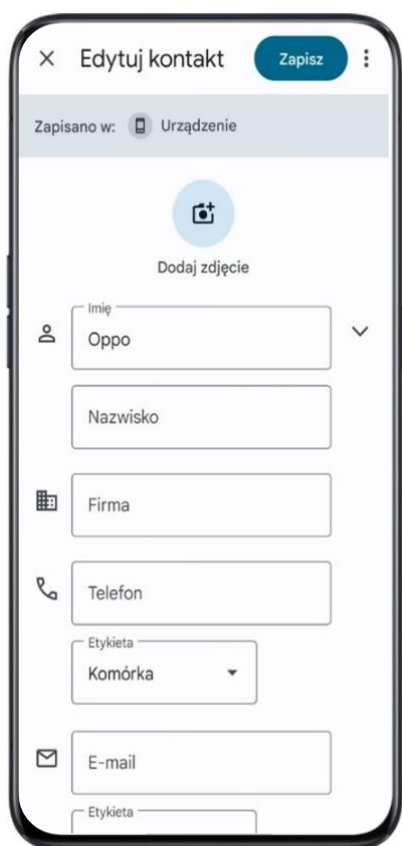 Edytuj kontakt
Zapisz
Zapisano w: Urządzenie
Dodaj zdjęcie
Imię
Oppo
Nazwisko
Firma
Telefon
Etykieta
Komórka
E-mail
Etykieta